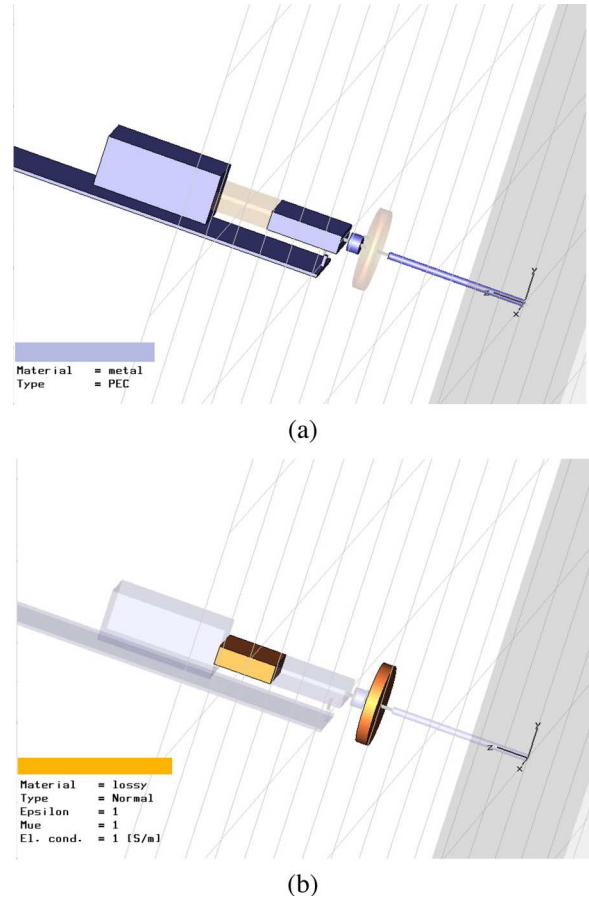 Y
Z
X
Material = metal
Type = PEC
(a)
Y
Z
X
Material = lossy
Type = Normal
Epsilon = 1
Mue = 1
El. cond. = 1 [S/m]
(b)